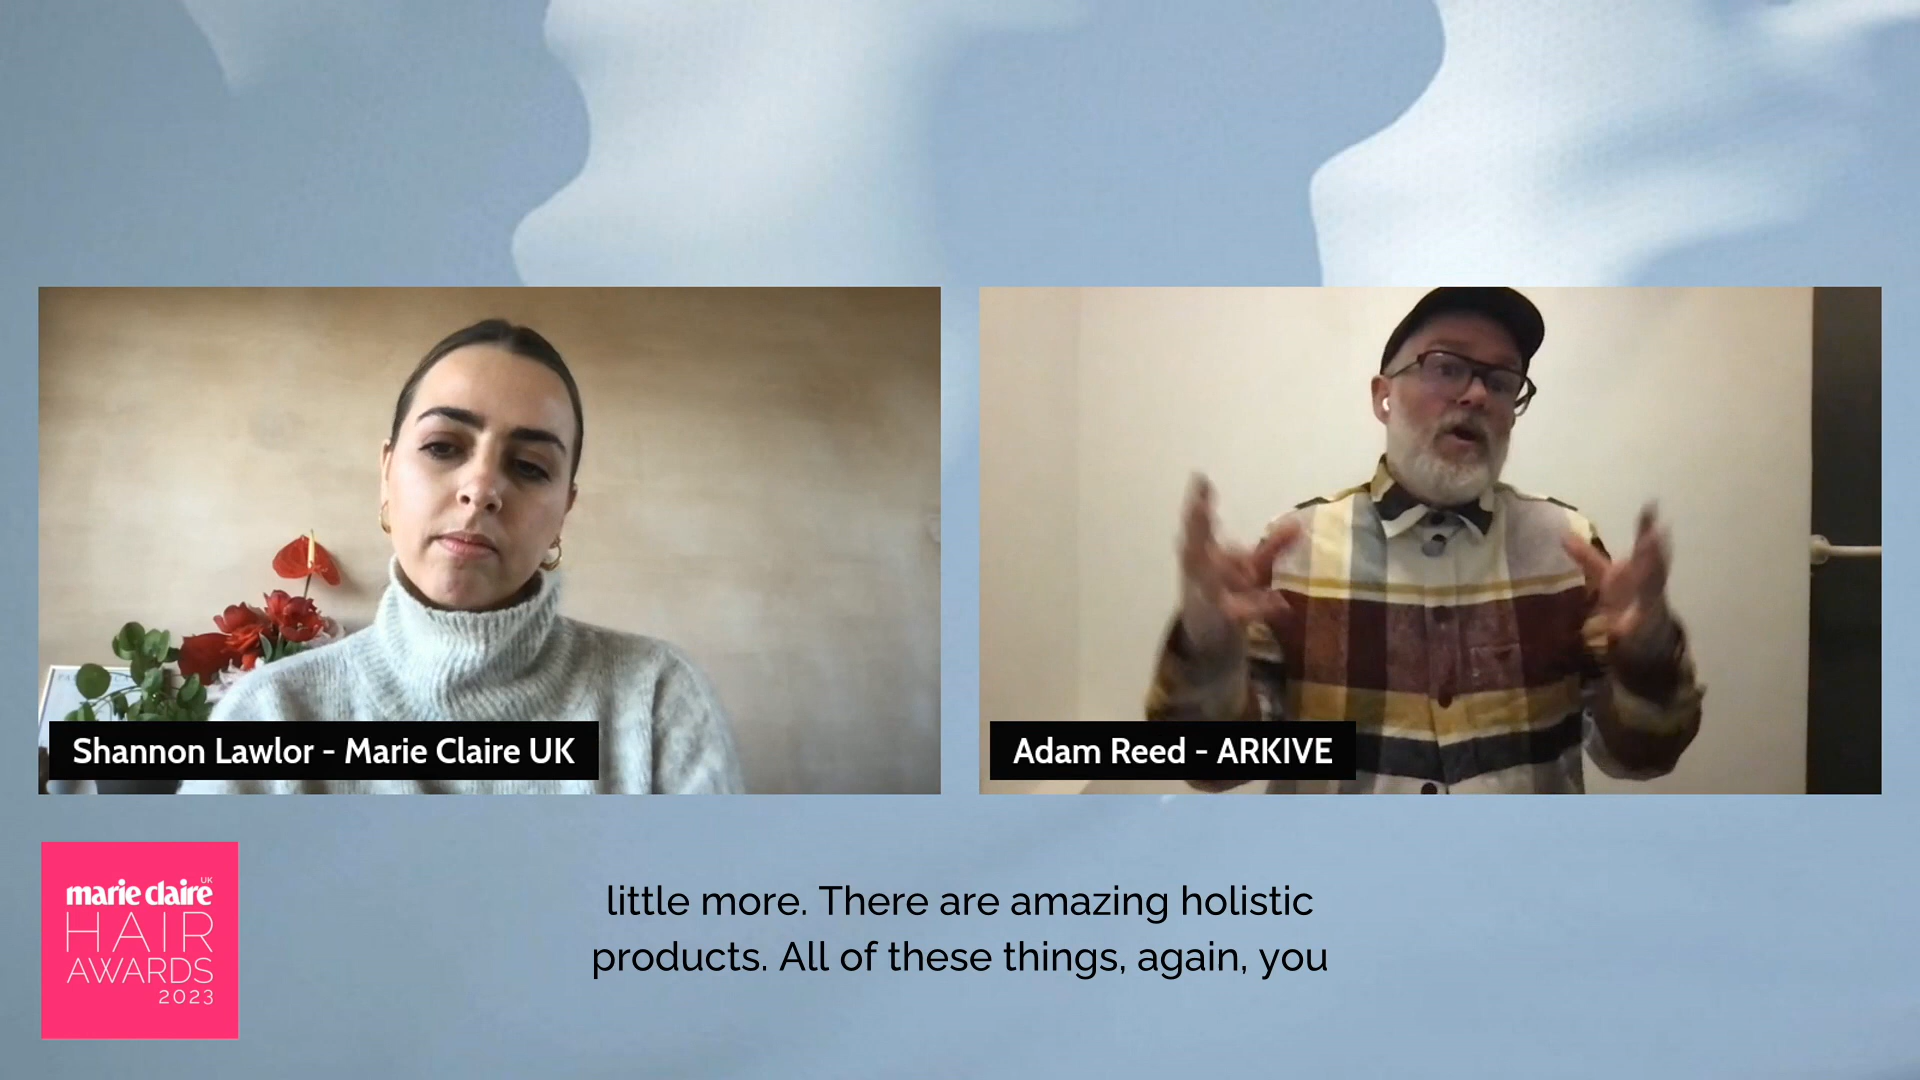 Shannon Lawlor - Marie Claire UK
Adam Reed - ARKIVE
marie claire UK
HAIR
AWARDS
2023
little more. There are amazing holistic
products. All of these things, again, you